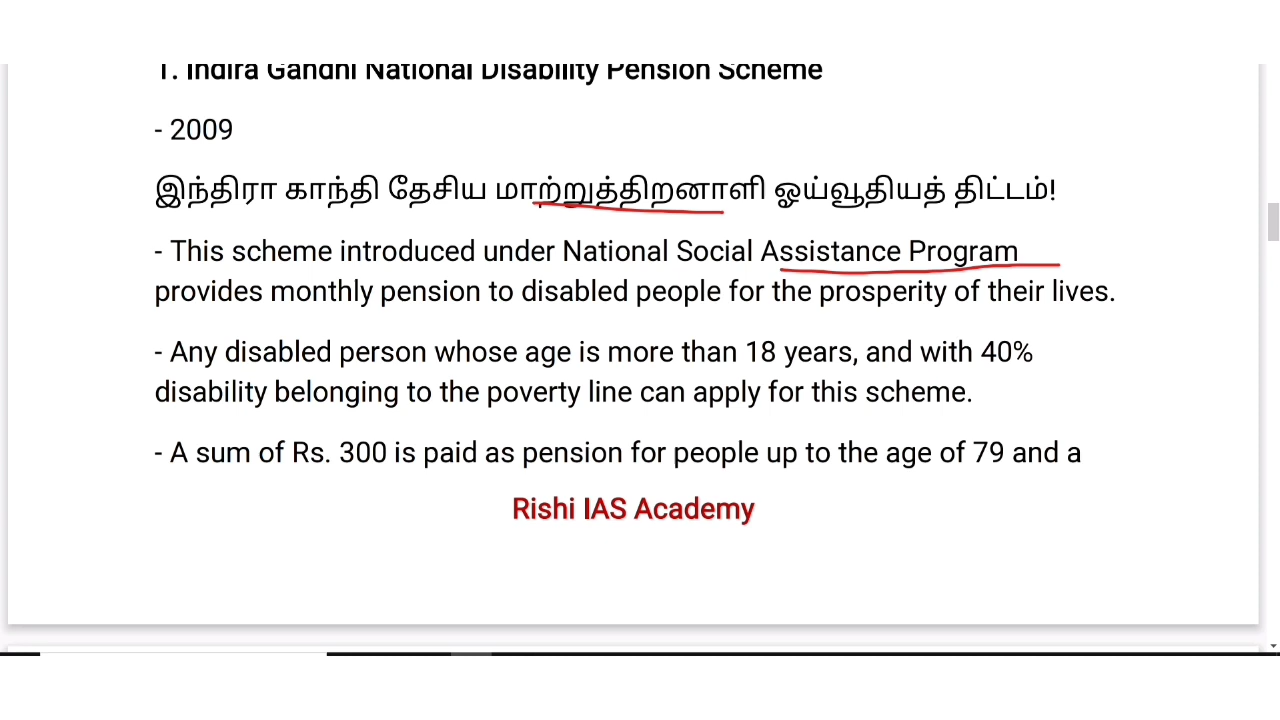 1. Indira Gandhi National Disability Pension Scheme
- 2009
இந்திரா காந்தி தேசிய மாற்றுத்திறனாளி ஓய்வூதியத் திட்டம்!
- This scheme introduced under National Social Assistance Program
provides monthly pension to disabled people for the prosperity of their lives.
- Any disabled person whose age is more than 18 years, and with 40%
disability belonging to the poverty line can apply for this scheme.
- A sum of Rs. 300 is paid as pension for people up to the age of 79 and a
Rishi IAS Academy